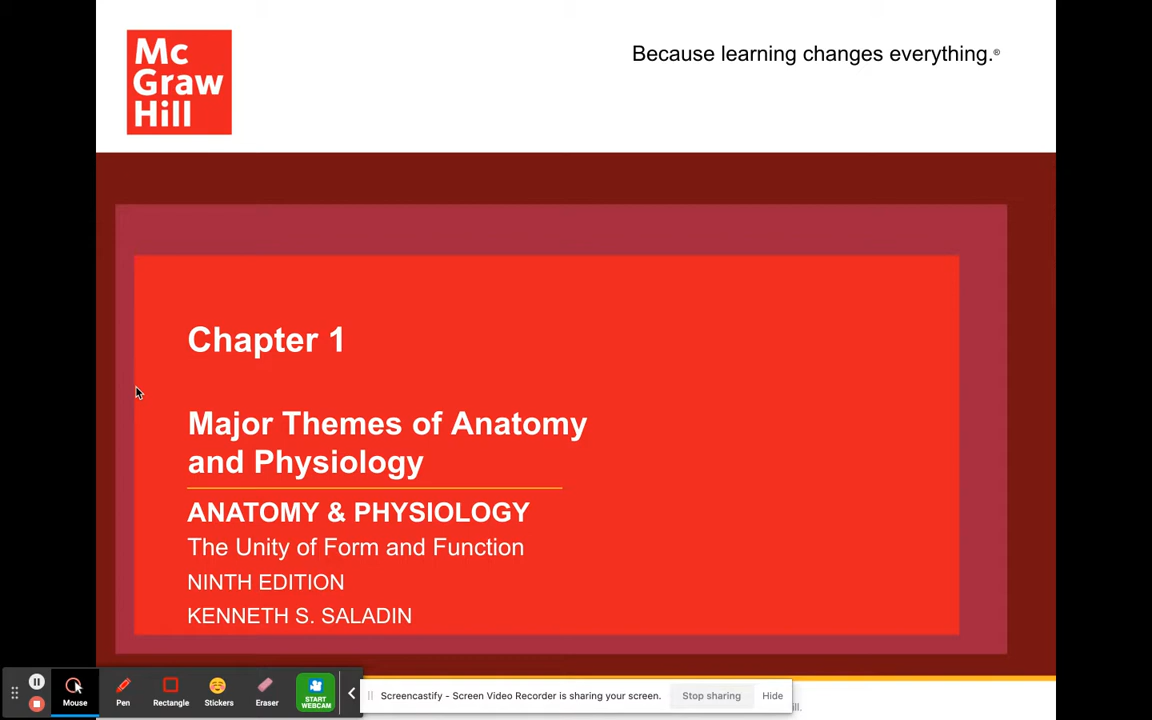 Mc
Graw
Hill
Because learning changes everything.®
Chapter 1
Major Themes of Anatomy
and Physiology
ANATOMY & PHYSIOLOGY
The Unity of Form and Function
NINTH EDITION
KENNETH S. SALADIN
Mouse
Pen
Rectangle
Stickers
Eraser
START
WEBCAM
Screencastify - Screen Video Recorder is sharing your screen.
Stop sharing
Hide
ill.